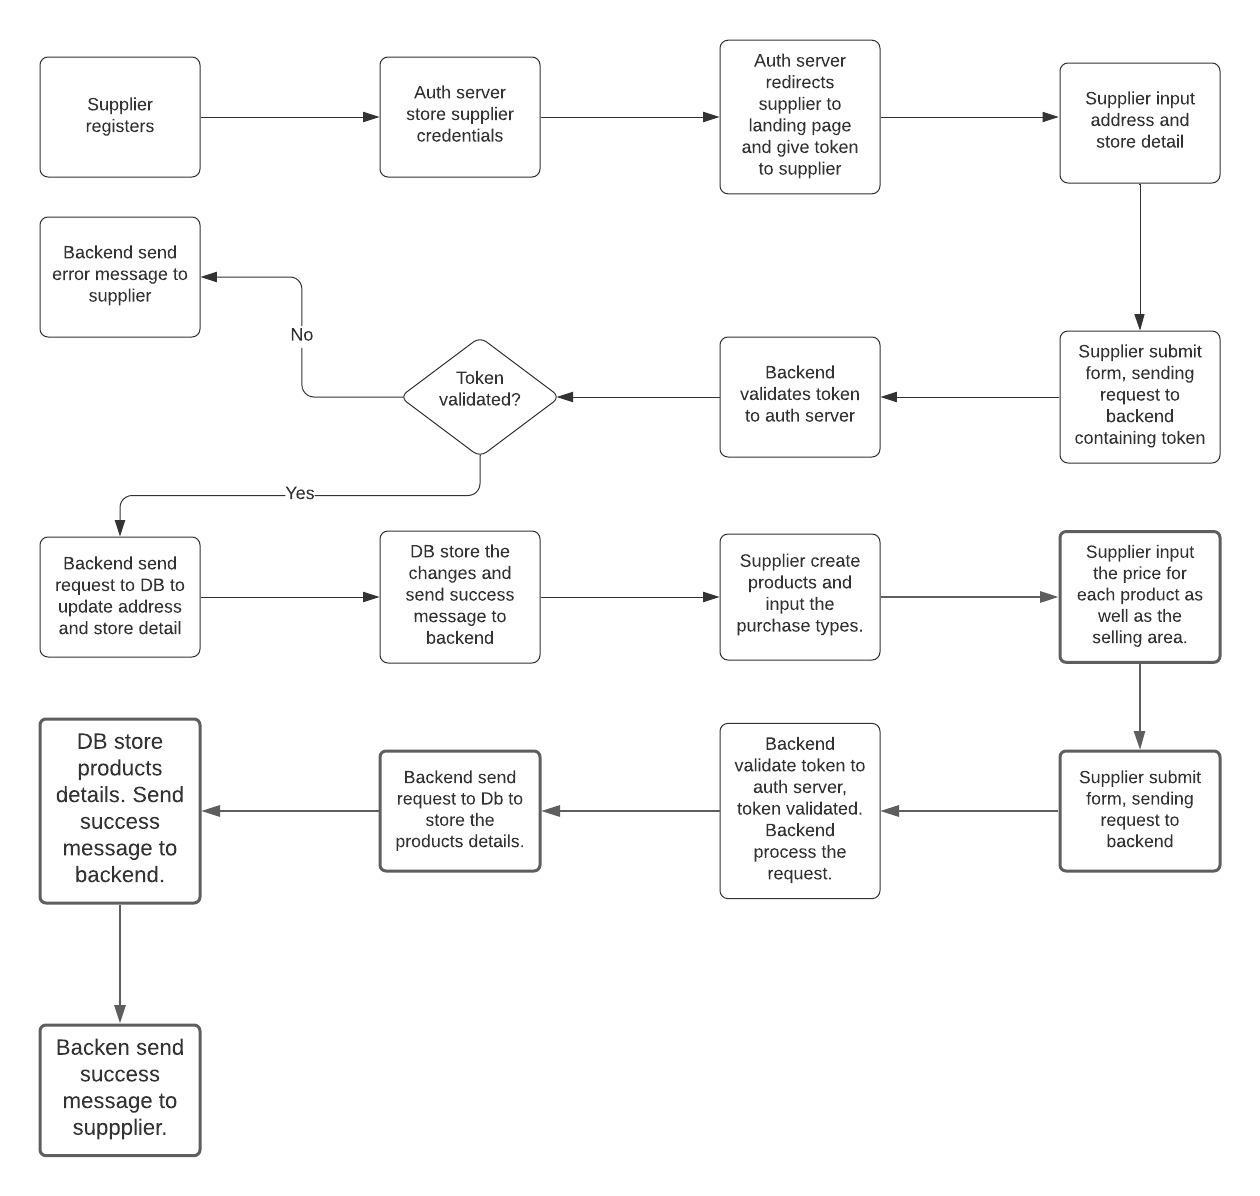 Supplier
registers
Auth server
store supplier
credentials
Auth server
redirects
supplier to
landing page
and give token
to supplier
Supplier input
address and
store detail
Backend send
error message to
supplier
No
Token
validated?
Backend
validates token
to auth server
Supplier submit
form, sending
request to
backend
containing token
Yes
Backend send
request to DB to
update address
and store detail
DB store the
changes and
send success
message to
backend
Supplier create
products and
input the
purchase types.
Supplier input
the price for
each product as
well as the
selling area.
DB store
products
details. Send
success
message to
backend.
Backend send
request to Db to
store the
products details.
Backend
validate token to
auth server,
token validated.
Backend
process the
request.
Supplier submit
form, sending
request to
backend
Backen send
success
message to
suppplier.